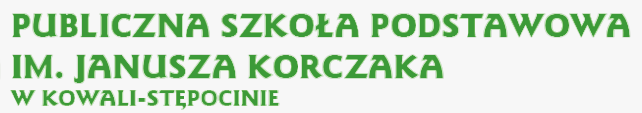 PUBLICZNA SZKOŁA PODSTAWOWA
IM. JANUSZA KORCZAKA
W KOWALI-STĘPOCINIE